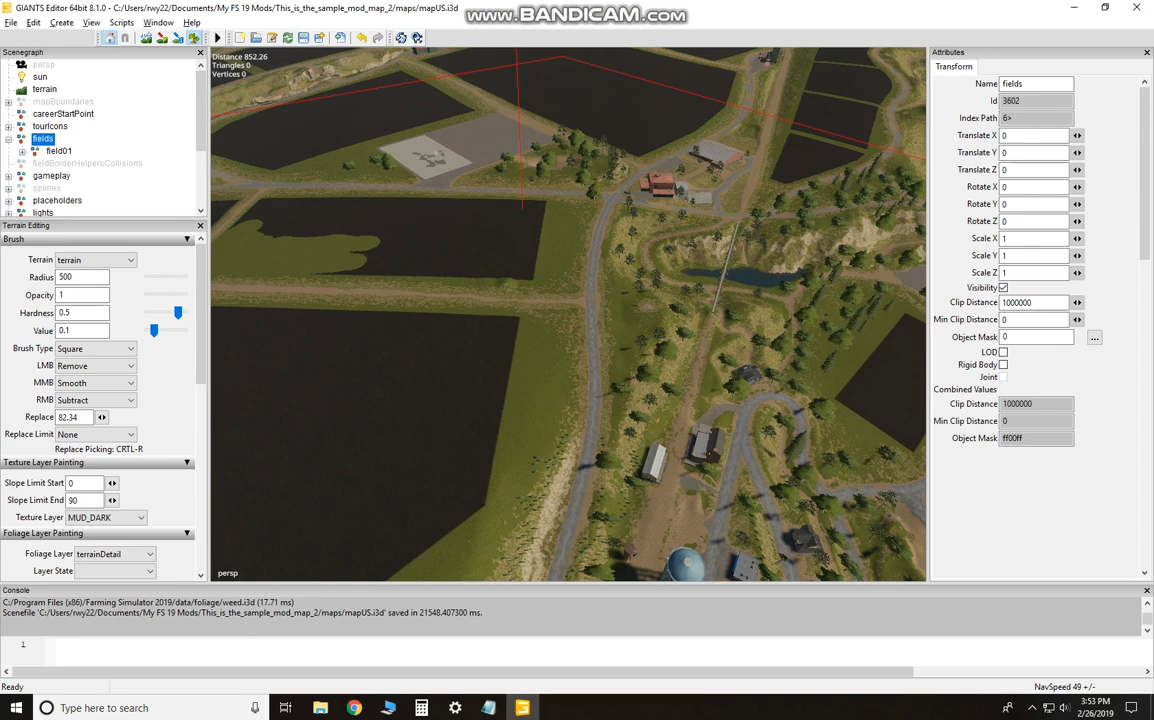 GIANTS Editor 64bit 8.1.0 - C:/Users/rwy22/Documents/My FS 19 Mods/This_is_the_sample_mod_map_2/maps/mapUS.i3d
www.BANDICAM.com
File Edit Create View Scripts Window Help
Scenegraph
persp
sun
terrain
mapBoundaries
careerStartPoint
tourIcons
fields
field01
fieldBorderHelpersCollisions
gameplay
splines
placeholders
lights
Terrain Editing
Brush
Terrain terrain
Radius 500
Opacity 1
Hardness 0.5
Value 0.1
Brush Type Square
LMB Remove
MMB Smooth
RMB Subtract
Replace 82.34
Replace Limit None
Replace Picking: CRTL-R
Texture Layer Painting
Slope Limit Start 0
Slope Limit End 90
Texture Layer MUD_DARK
Foliage Layer Painting
Foliage Layer terrainDetail
Layer State
Distance 852.26
Triangles 0
Vertices 0
persp
Attributes
Transform
Name fields
Id 3602
Index Path 6>
Translate X 0
Translate Y 0
Translate Z 0
Rotate X 0
Rotate Y 0
Rotate Z 0
Scale X 1
Scale Y 1
Scale Z 1
Visibility
Clip Distance 1000000
Min Clip Distance 0
Object Mask 0 ...
LOD
Rigid Body
Joint
Combined Values
Clip Distance 1000000
Min Clip Distance 0
Object Mask ff00ff
Console
C:/Program Files (x86)/Farming Simulator 2019/data/foliage/weed.i3d (17.71 ms)
Scenefile 'C:/Users/rwy22/Documents/My FS 19 Mods/This_is_the_sample_mod_map_2/maps/mapUS.i3d' saved in 21548.407300 ms.
1
Ready
NavSpeed 49 +/-
Type here to search
3:53 PM
2/26/2019